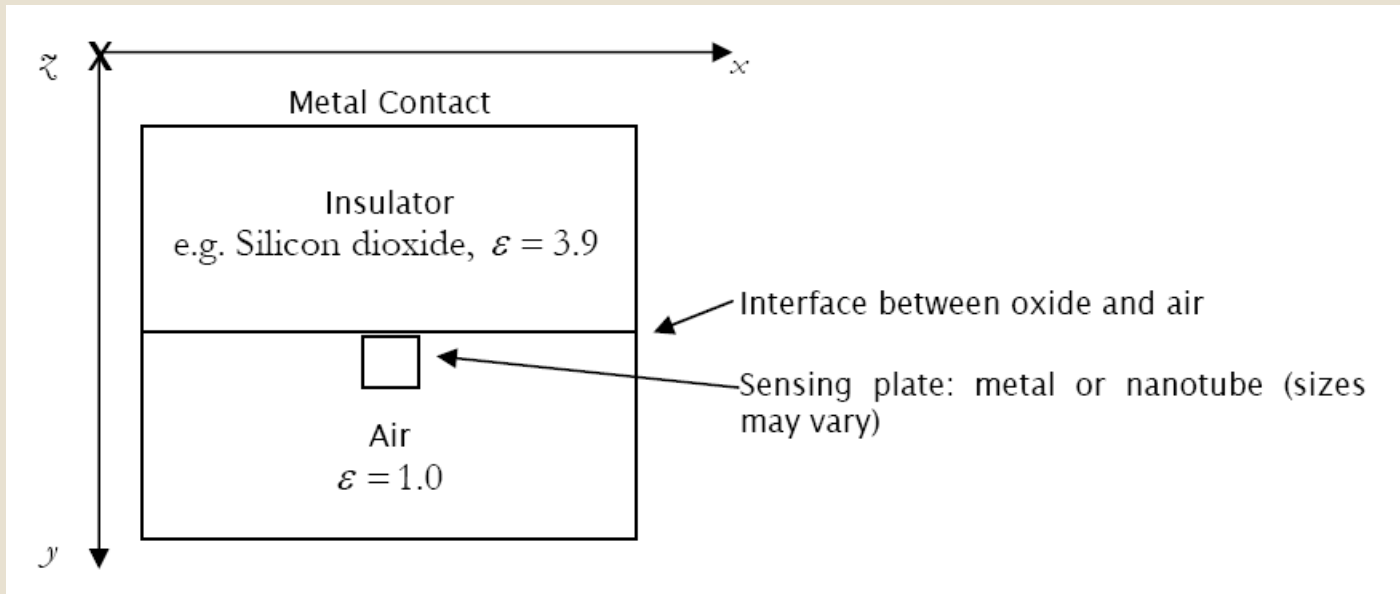 z
X
x
Metal Contact
Insulator
e.g. Silicon dioxide, ε = 3.9
Interface between oxide and air
Sensing plate: metal or nanotube (sizes
may vary)
Air
ε = 1.0
y